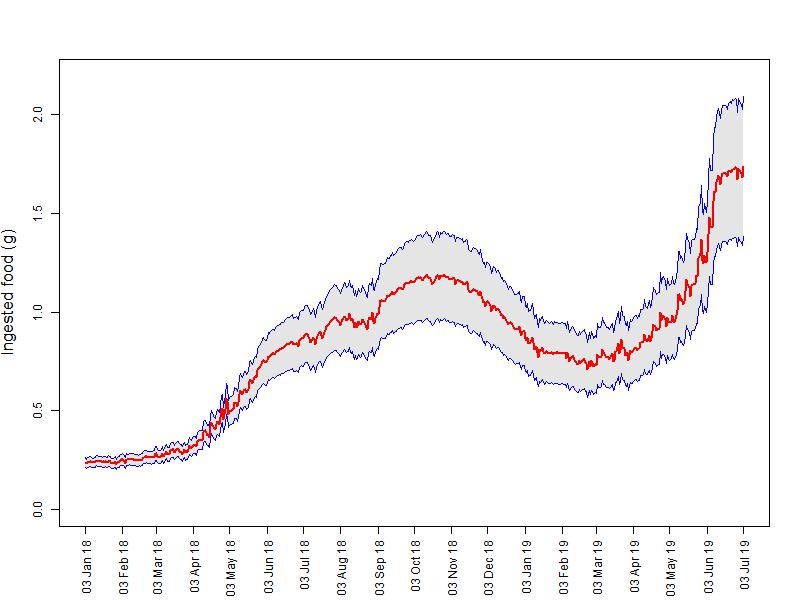 Ingested food (g)
2.0
1.5
1.0
0.5
0.0
03 Jan 18
03 Feb 18
03 Mar 18
03 Apr 18
03 May 18
03 Jun 18
03 Jul 18
03 Aug 18
03 Sep 18
03 Oct 18
03 Nov 18
03 Dec 18
03 Jan 19
03 Feb 19
03 Mar 19
03 Apr 19
03 May 19
03 Jun 19
03 Jul 19